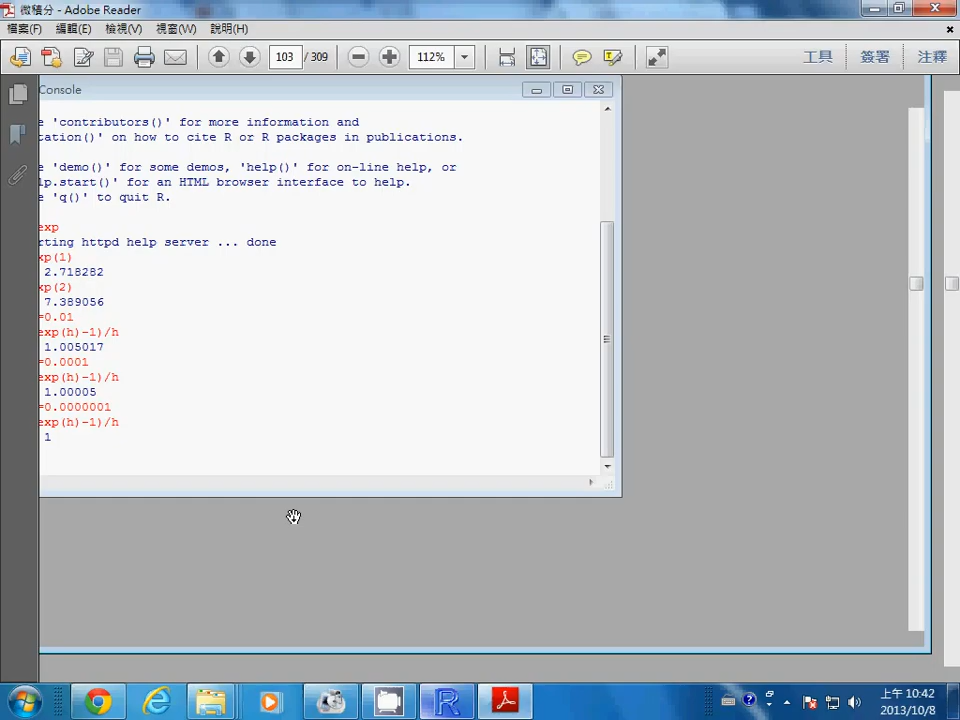 微積分 - Adobe Reader
檔案(F) 編輯(E) 檢視(V) 視窗(W) 說明(H)
103 / 309 112% 工具 簽署 注釋
Console
e 'contributors()' for more information and
tation()' on how to cite R or R packages in publications.
e 'demo()' for some demos, 'help()' for on-line help, or
lp.start()' for an HTML browser interface to help.
e 'q()' to quit R.
exp
rting httpd help server ... done
xp(1)
2.718282
xp(2)
7.389056
=0.01
exp(h)-1)/h
1.005017
=0.0001
exp(h)-1)/h
1.00005
=0.0000001
exp(h)-1)/h
1
上午 10:42
2013/10/8